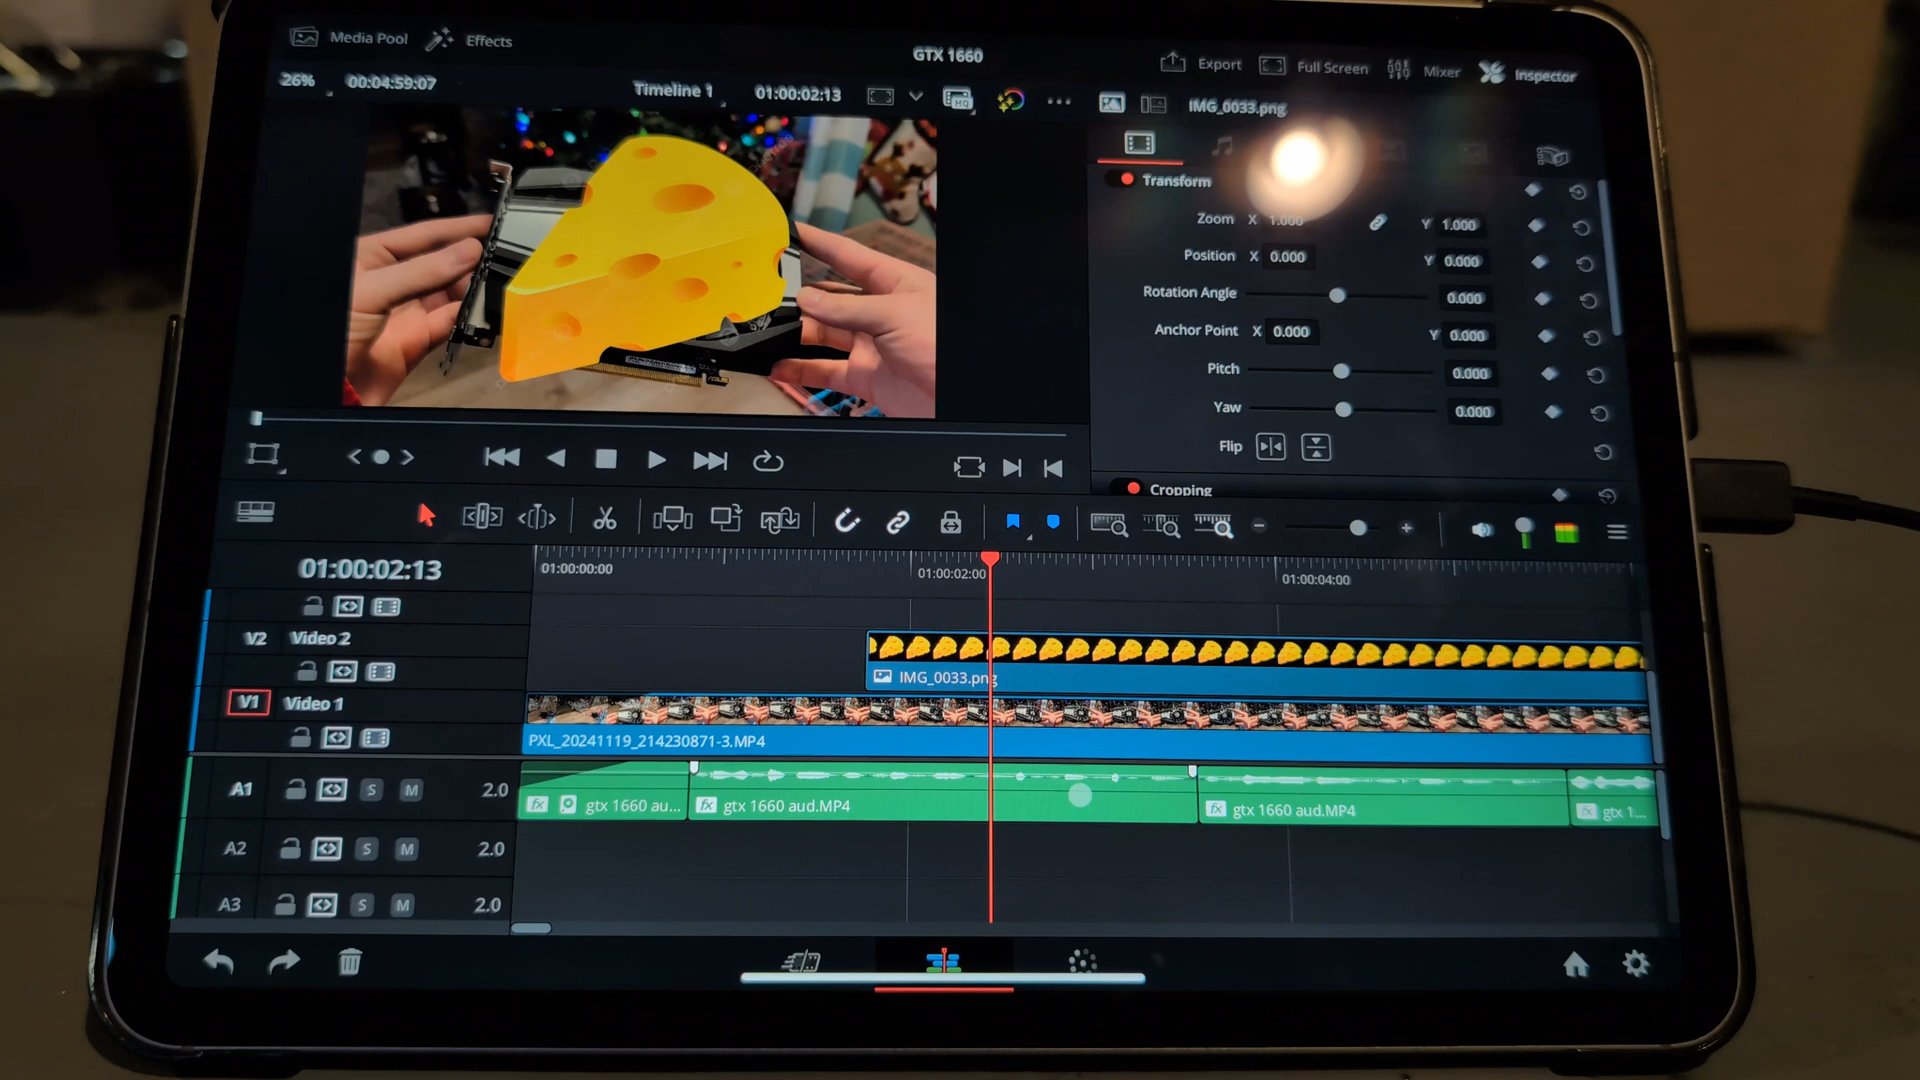 Media Pool Effects
GTX 1660
Export Full Screen Mixer Inspector
26% 00:04:59:07
Timeline 1 01:00:02:13
HQ
IMG_0033.png
Transform
Zoom X 1.000 Y 1.000
Position X 0.000 Y 0.000
Rotation Angle 0.000
Anchor Point X 0.000 Y 0.000
Pitch 0.000
Yaw 0.000
Flip
Cropping
01:00:02:13
01:00:00:00 01:00:02:00 01:00:04:00
V2 Video 2
IMG_0033.png
V1 Video 1
PXL_20241119_214230871-3.MP4
A1 S M 2.0
fx gtx 1660 au... fx gtx 1660 aud.MP4 fx gtx 1660 aud.MP4 fx gtx 1...
A2 S M 2.0
A3 S M 2.0